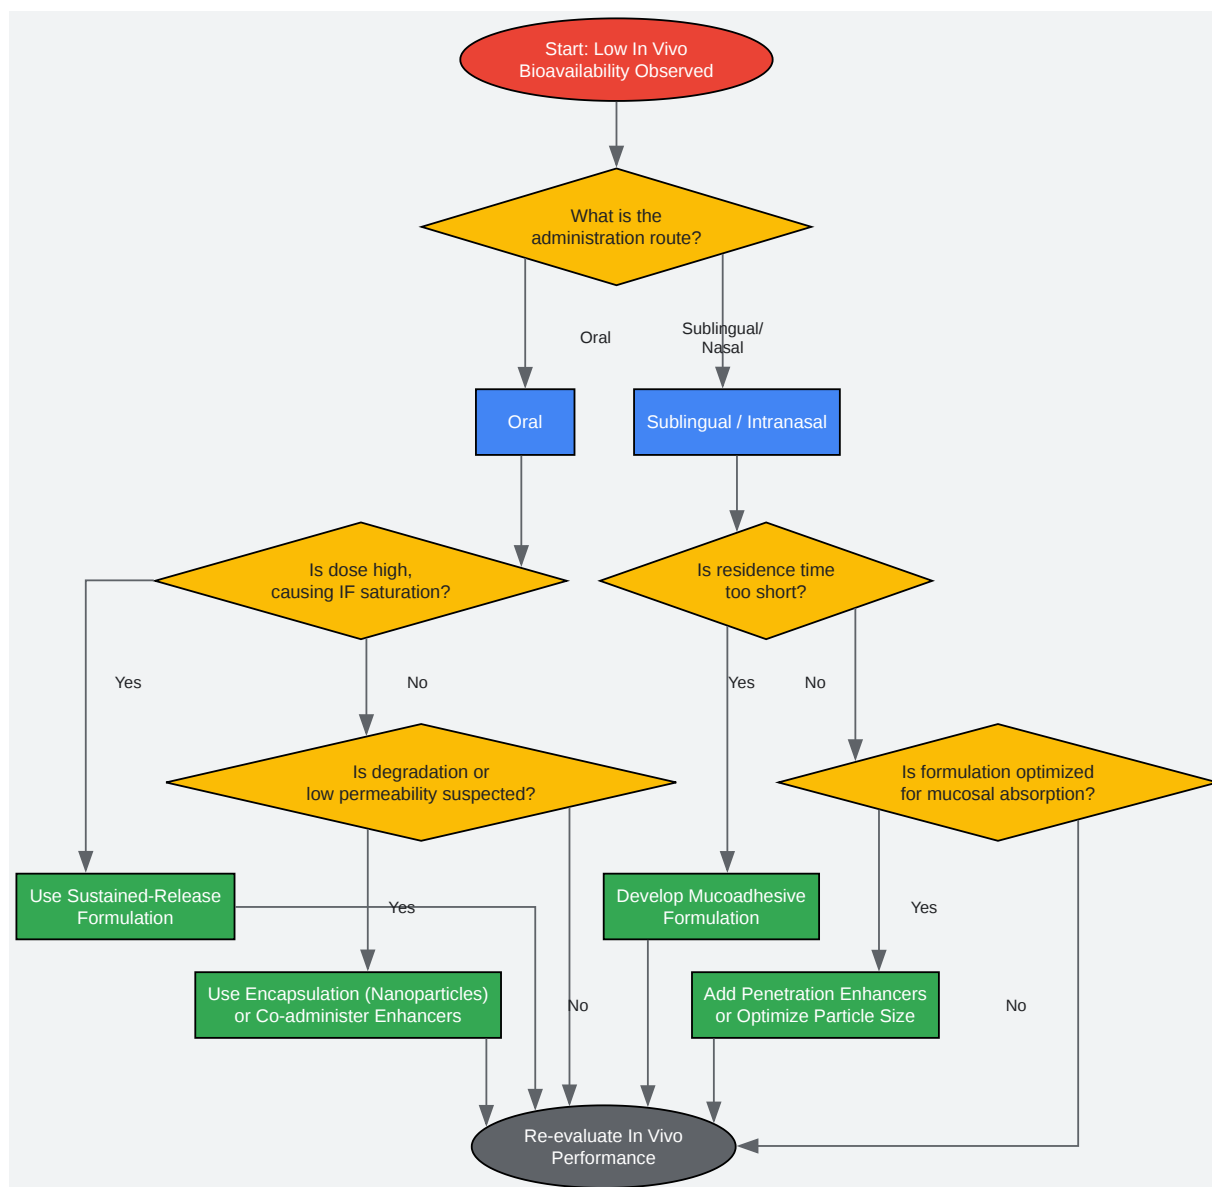 Start: Low In Vivo
Bioavailability Observed
What is the
administration route?
Oral
Sublingual/
Nasal
Oral
Sublingual / Intranasal
Is dose high,
causing IF saturation?
Is residence time
too short?
Yes
No
Yes
No
Is degradation or
low permeability suspected?
Is formulation optimized
for mucosal absorption?
Use Sustained-Release
Formulation
Yes
Develop Mucoadhesive
Formulation
Yes
Use Encapsulation (Nanoparticles)
or Co-administer Enhancers
No
Add Penetration Enhancers
or Optimize Particle Size
No
Re-evaluate In Vivo
Performance